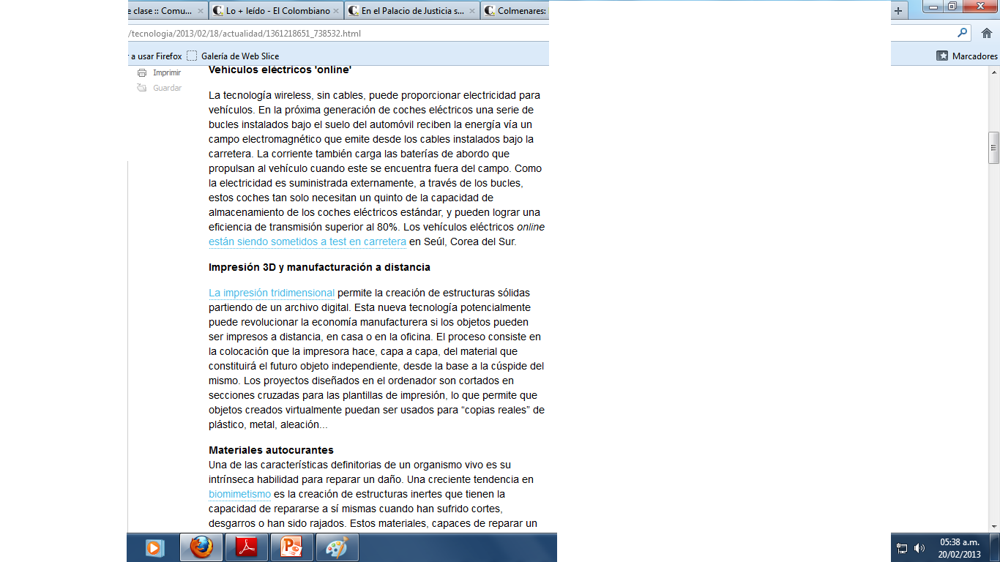 e clase :: Comu... × Lo + leído - El Colombiano × En el Palacio de Justicia s... × Colmenares: +
/tecnologia/2013/02/18/actualidad/1361218651_738532.html
r a usar Firefox Galería de Web Slice Marcadores
Imprimir
Guardar
Vehículos eléctricos 'online'
La tecnología wireless, sin cables, puede proporcionar electricidad para
vehículos. En la próxima generación de coches eléctricos una serie de
bucles instalados bajo el suelo del automóvil reciben la energía vía un
campo electromagnético que emite desde los cables instalados bajo la
carretera. La corriente también carga las baterías de abordo que
propulsan al vehículo cuando este se encuentra fuera del campo. Como
la electricidad es suministrada externamente, a través de los bucles,
estos coches tan solo necesitan un quinto de la capacidad de
almacenamiento de los coches eléctricos estándar, y pueden lograr una
eficiencia de transmisión superior al 80%. Los vehículos eléctricos online
están siendo sometidos a test en carretera en Seúl, Corea del Sur.
Impresión 3D y manufacturación a distancia
La impresión tridimensional permite la creación de estructuras sólidas
partiendo de un archivo digital. Esta nueva tecnología potencialmente
puede revolucionar la economía manufacturera si los objetos pueden
ser impresos a distancia, en casa o en la oficina. El proceso consiste en
la colocación que la impresora hace, capa a capa, del material que
constituirá el futuro objeto independiente, desde la base a la cúspide del
mismo. Los proyectos diseñados en el ordenador son cortados en
secciones cruzadas para las plantillas de impresión, lo que permite que
objetos creados virtualmente puedan ser usados para “copias reales” de
plástico, metal, aleación...
Materiales autocurantes
Una de las características definitorias de un organismo vivo es su
intrínseca habilidad para reparar un daño. Una creciente tendencia en
biomimetismo es la creación de estructuras inertes que tienen la
capacidad de repararse a sí mismas cuando han sufrido cortes,
desgarros o han sido rajados. Estos materiales, capaces de reparar un
05:38 a.m.
20/02/2013